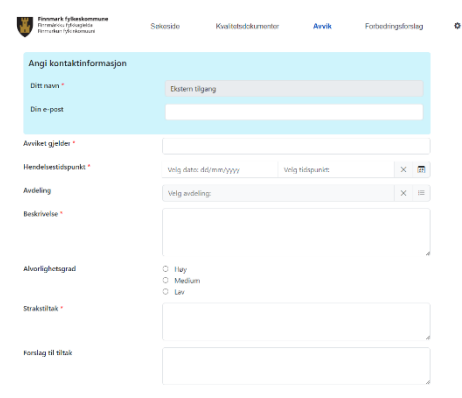 Finnmark fylkeskommune
Finnmárkku fylkagielda
Finmarkun fylkinkomuuni
Søkeside
Kvalitetsdokumenter
Avvik
Forbedringsforslag
Angi kontaktinformasjon
Ditt navn *
Ekstern tilgang
Din e-post
Avviket gjelder *
Hendelsestidspunkt *
Velg dato: dd/mm/yyyy
Velg tidspunkt:
Avdeling
Velg avdeling:
Beskrivelse *
Alvorlighetsgrad
Høy
Medium
Lav
Strakstiltak *
Forslag til tiltak